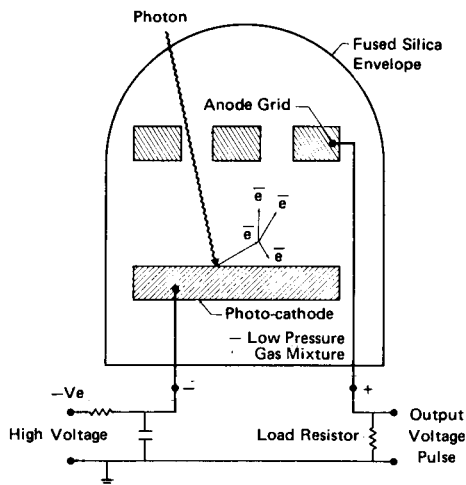 Photon
Fused Silica
Envelope
Anode Grid
e̅
e̅
e̅
e̅
Photo-cathode
— Low Pressure
Gas Mixture
−
+
−Ve
High Voltage
Load Resistor
Output
Voltage
Pulse